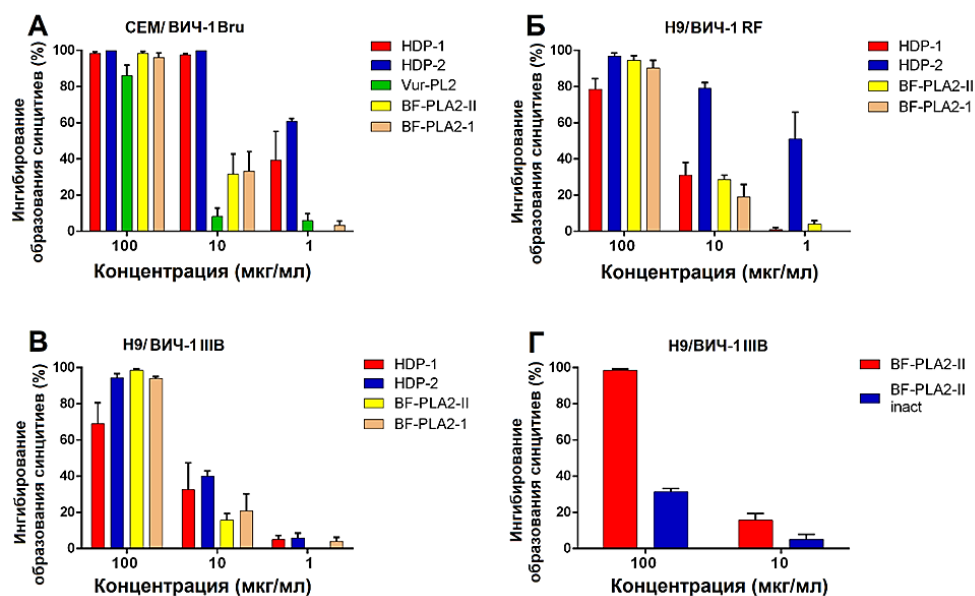 А
CEM/ ВИЧ-1 Bru
Ингибирование
образования синцитиев (%)
100
80
60
40
20
0
100
10
1
Концентрация (мкг/мл)
HDP-1
HDP-2
Vur-PL2
BF-PLA2-II
BF-PLA2-1
Б
H9/ВИЧ-1 RF
Ингибирование
образования синцитиев (%)
100
80
60
40
20
0
100
10
1
Концентрация (мкг/мл)
HDP-1
HDP-2
BF-PLA2-II
BF-PLA2-1
В
H9/ ВИЧ-1 IIIB
Ингибирование
образования синцитиев (%)
100
80
60
40
20
0
100
10
1
Концентрация (мкг/мл)
HDP-1
HDP-2
BF-PLA2-II
BF-PLA2-1
Г
H9/ВИЧ-1 IIIB
Ингибирование
образования синцитиев (%)
100
80
60
40
20
0
100
10
Концентрация (мкг/мл)
BF-PLA2-II
BF-PLA2-II
inact